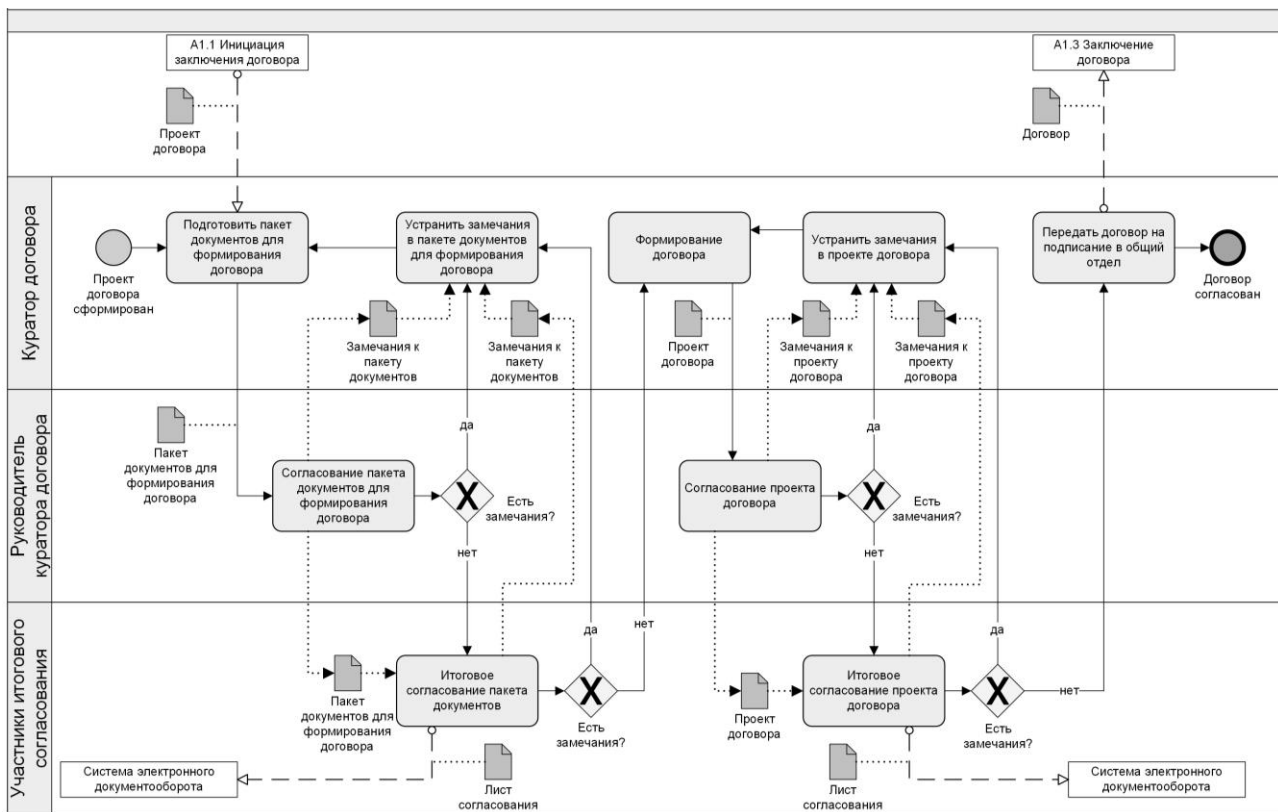 А1.1 Инициация
заключения договора
А1.3 Заключение
договора
Проект
договора
Договор
Куратор договора
Проект
договора
сформирован
Подготовить пакет
документов для
формирования
договора
Устранить замечания
в пакете документов
для формирования
договора
Формирование
договора
Устранить замечания
в проекте договора
Передать договор на
подписание в общий
отдел
Договор
согласован
Замечания к
пакету
документов
Замечания к
пакету
документов
Проект
договора
Замечания к
проекту
договора
Замечания к
проекту
договора
Руководитель
куратора договора
Пакет
документов для
формирования
договора
Согласование пакета
документов для
формирования
договора
да
Есть
замечания?
нет
Согласование проекта
договора
да
Есть
замечания?
нет
Участники итогового
согласования
Пакет
документов для
формирования
договора
Итоговое
согласование пакета
документов
да
нет
Есть
замечания?
Проект
договора
Итоговое
согласование проекта
договора
да
нет
Есть
замечания?
Система электронного
документооборота
Лист
согласования
Лист
согласования
Система электронного
документооборота